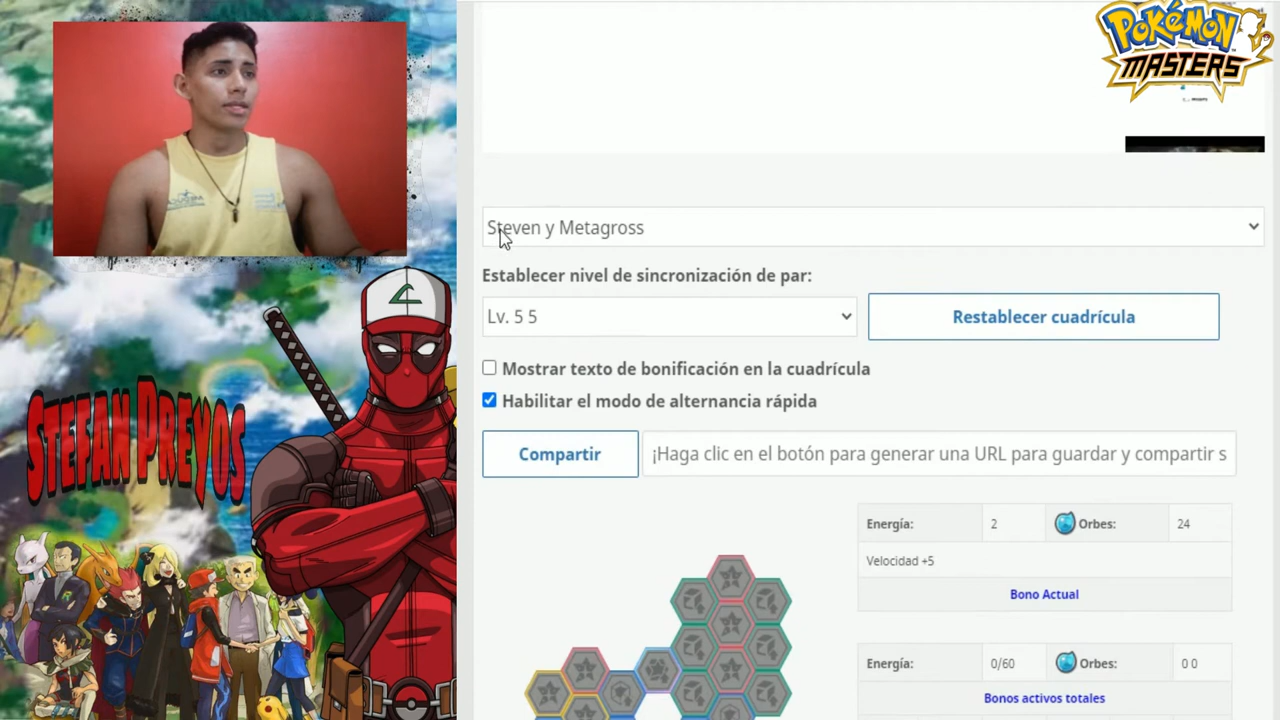 POKÉMON
MASTERS
Steven y Metagross
Establecer nivel de sincronización de par:
Lv. 5 5
Restablecer cuadrícula
Mostrar texto de bonificación en la cuadrícula
Habilitar el modo de alternancia rápida
Compartir
¡Haga clic en el botón para generar una URL para guardar y compartir s
Energía: 2 Orbes: 24
Velocidad +5
Bono Actual
Energía: 0/60 Orbes: 0 0
Bonos activos totales
STEFAN PREYOS